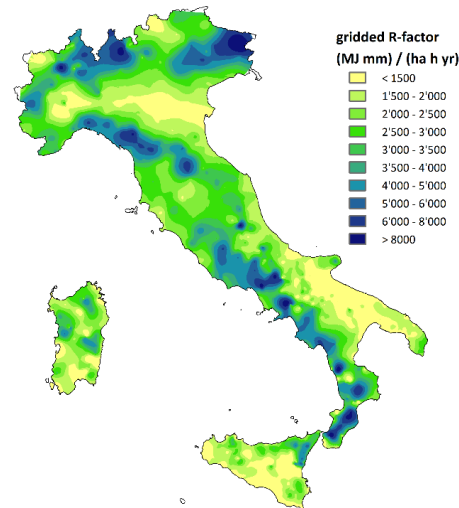 gridded R-factor
(MJ mm) / (ha h yr)
< 1500
1'500 - 2'000
2'000 - 2'500
2'500 - 3'000
3'000 - 3'500
3'500 - 4'000
4'000 - 5'000
5'000 - 6'000
6'000 - 8'000
> 8000